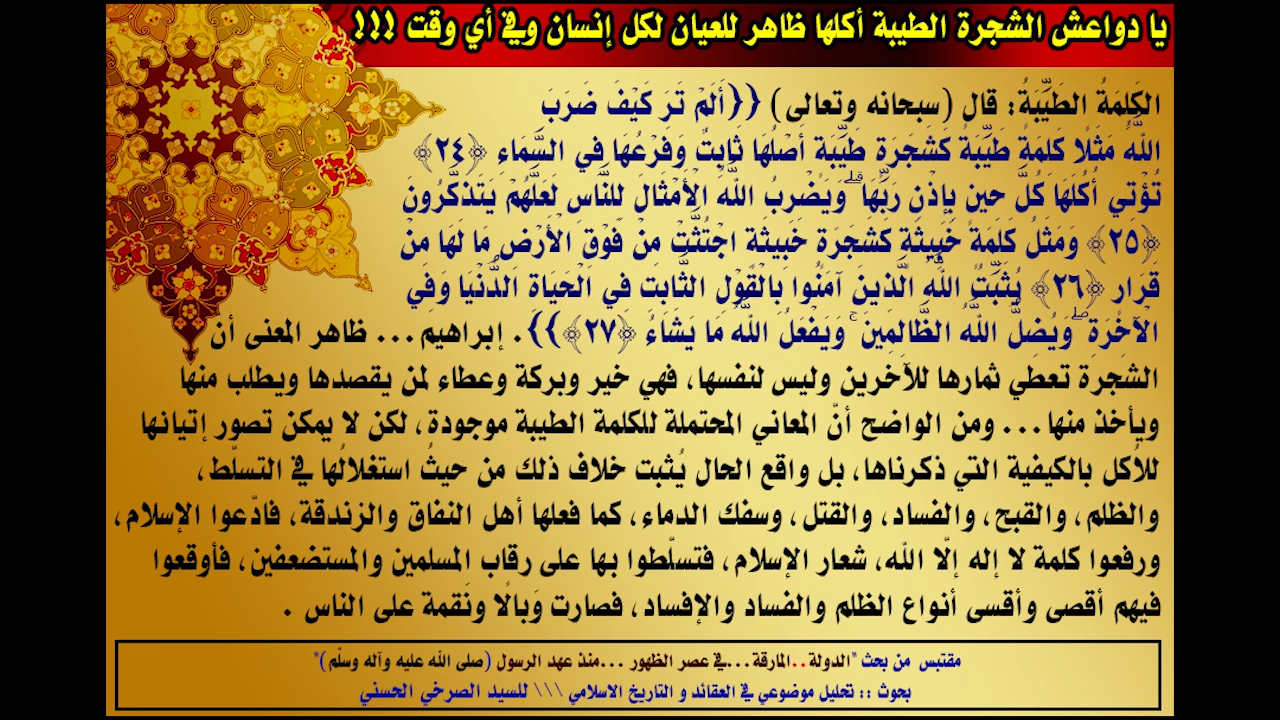 يا دواعش الشجرة الطيبة أكلها ظاهر للعيان لكل إنسان وفي أي وقت !!!
الكَلِمَةُ الطَيِّبَةُ: قال (سبحانه وتعالى) {{أَلَمْ تَرَ كَيْفَ ضَرَبَ
اللَّهُ مَثَلًا كَلِمَةً طَيِّبَةً كَشَجَرَةٍ طَيِّبَةٍ أَصْلُهَا ثَابِتٌ وَفَرْعُهَا فِي السَّمَاءِ ﴿٢٤﴾
تُؤْتِي أُكُلَهَا كُلَّ حِينٍ بِإِذْنِ رَبِّهَا ۗ وَيَضْرِبُ اللَّهُ الْأَمْثَالَ لِلنَّاسِ لَعَلَّهُمْ يَتَذَكَّرُونَ
﴿٢٥﴾ وَمَثَلُ كَلِمَةٍ خَبِيثَةٍ كَشَجَرَةٍ خَبِيثَةٍ اجْتُثَّتْ مِنْ فَوْقِ الْأَرْضِ مَا لَهَا مِنْ
قَرَارٍ ﴿٢٦﴾ يُثَبِّتُ اللَّهُ الَّذِينَ آمَنُوا بِالْقَوْلِ الثَّابِتِ فِي الْحَيَاةِ الدُّنْيَا وَفِي
الْآخِرَةِ ۖ وَيُضِلُّ اللَّهُ الظَّالِمِينَ ۚ وَيَفْعَلُ اللَّهُ مَا يَشَاءُ ﴿٢٧﴾}}. إبراهيم... ظاهر المعنى أن
الشجرة تعطي ثمارها للآخرين وليس لنفسها، فهي خير وبركة وعطاء لمن يقصدها ويطلب منها
ويأخذ منها... ومن الواضح أنّ المعاني المحتملة للكلمة الطيبة موجودة، لكن لا يمكن تصور إتيانها
للأكل بالكيفية التي ذكرناها، بل واقع الحال يُثبت خلاف ذلك من حيثُ استغلالُها في التسلّط،
والظلم، والقبح، والفساد، والقتل، وسفك الدماء، كما فعلها أهل النفاق والزندقة، فادّعوا الإسلام،
ورفعوا كلمة لا إله إلّا الله، شعار الإسلام، فتسلّطوا بها على رقاب المسلمين والمستضعفين، فأوقعوا
فيهم أقصى وأقسى أنواع الظلم والفساد والإفساد، فصارت وَبالًا ونَقمة على الناس .
مقتبس من بحث "الدولة..المارقة...في عصر الظهور ...منذ عهد الرسول (صلى الله عليه وآله وسلّم)"
بحوث :: تحليل موضوعي في العقائد و التاريخ الاسلامي \\\ للسيد الصرخي الحسني